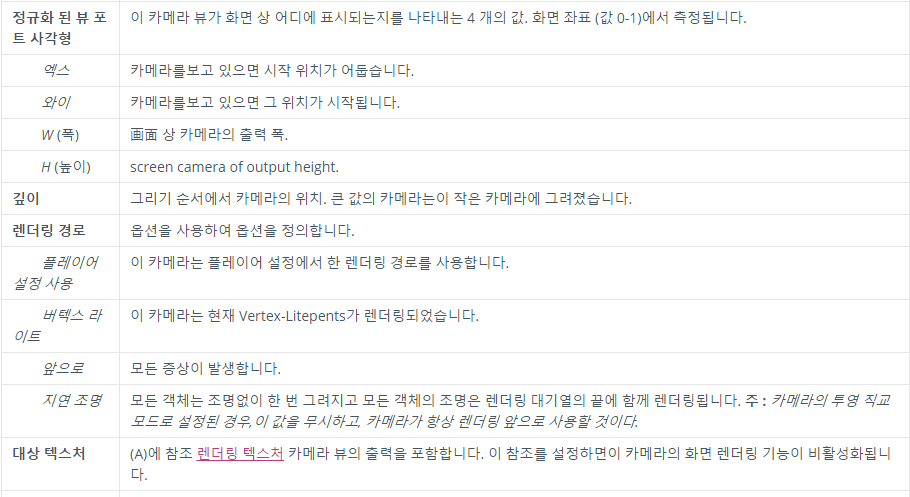 정규화 된 뷰 포트 사각형
이 카메라 뷰가 화면 상 어디에 표시되는지를 나타내는 4 개의 값. 화면 좌표 (값 0-1)에서 측정됩니다.
엑스
카메라를보고 있으면 시작 위치가 어둡습니다.
와이
카메라를보고 있으면 그 위치가 시작됩니다.
W (폭)
画面 상 카메라의 출력 폭.
H (높이)
screen camera of output height.
깊이
그리기 순서에서 카메라의 위치. 큰 값의 카메라는이 작은 카메라에 그려졌습니다.
렌더링 경로
옵션을 사용하여 옵션을 정의합니다.
플레이어
설정 사용
이 카메라는 플레이어 설정에서 한 렌더링 경로를 사용합니다.
버텍스 라
이트
이 카메라는 현재 Vertex-Litepents가 렌더링되었습니다.
앞으로
모든 증상이 발생합니다.
지연 조명
모든 객체는 조명없이 한 번 그려지고 모든 객체의 조명은 렌더링 대기열의 끝에 함께 렌더링됩니다. 주 : 카메라의 투영 직교
모드로 설정된 경우,이 값을 무시하고, 카메라가 항상 렌더링 앞으로 사용할 것이다.
대상 텍스처
(A)에 참조 렌더링 텍스처 카메라 뷰의 출력을 포함합니다. 이 참조를 설정하면이 카메라의 화면 렌더링 기능이 비활성화됩니
다.